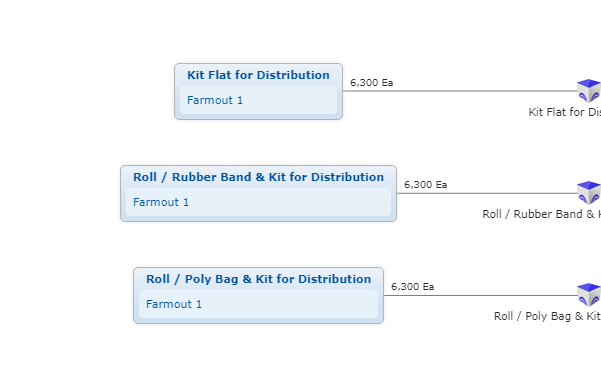 Kit Flat for Distribution
Farmout 1
6,300 Ea
Kit Flat for
Roll / Rubber Band & Kit for Distribution
Farmout 1
6,300 Ea
Roll / Rubber Band &
Roll / Poly Bag & Kit for Distribution
Farmout 1
6,300 Ea
Roll / Poly Bag & Kit